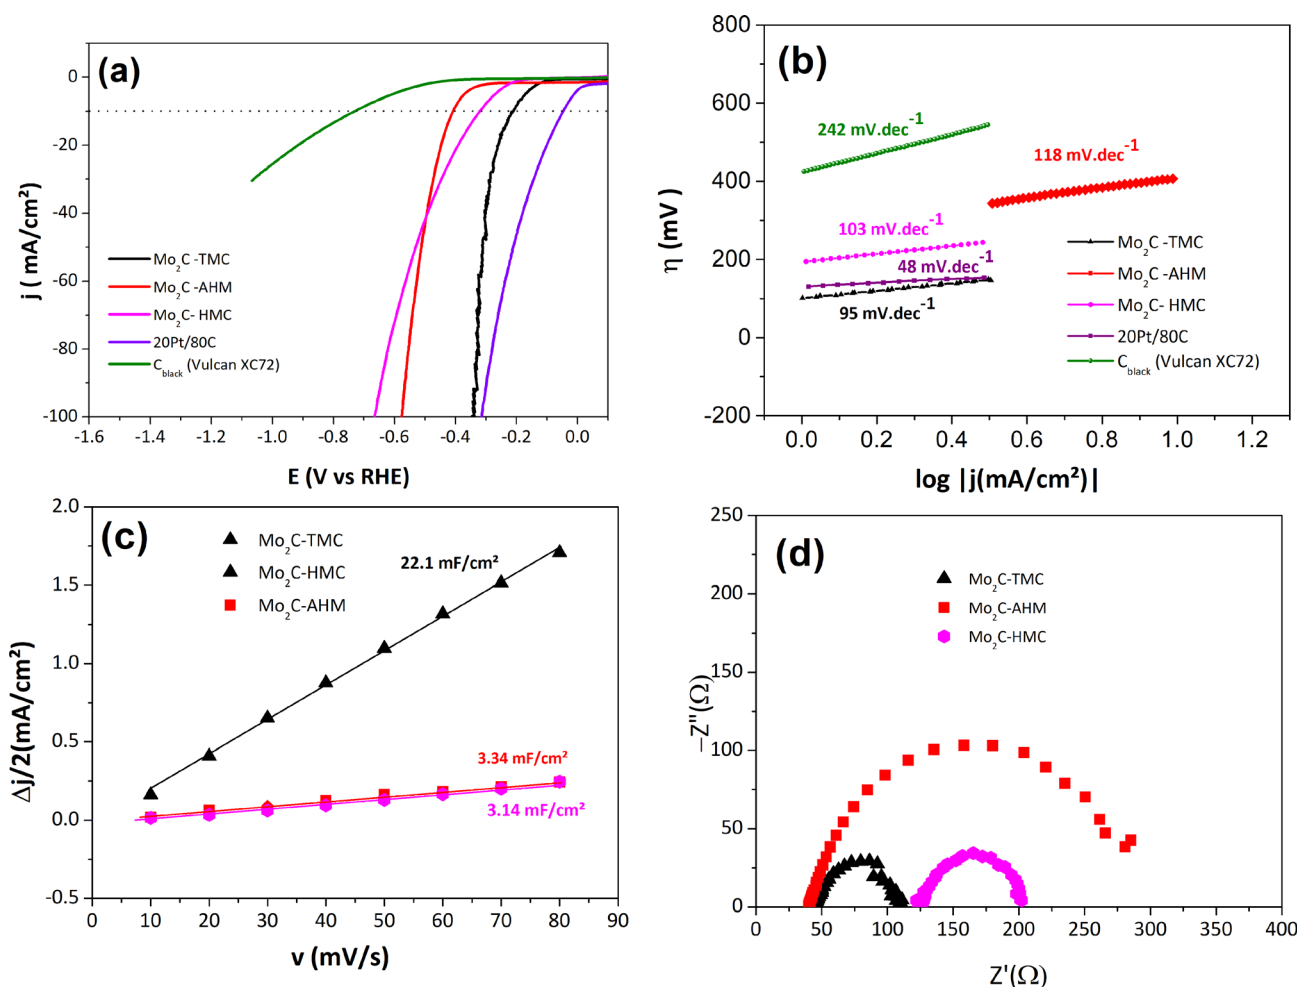 (a)
0
-20
-40
-60
-80
-100
j ( mA/cm²)
Mo₂C -TMC
Mo₂C -AHM
Mo₂C- HMC
20Pt/80C
C_black (Vulcan XC72)
-1.6 -1.4 -1.2 -1.0 -0.8 -0.6 -0.4 -0.2 0.0
E (V vs RHE)
(b)
800
600
400
200
0
-200
η (mV)
242 mV.dec⁻¹
118 mV.dec⁻¹
103 mV.dec⁻¹
48 mV.dec⁻¹
95 mV.dec⁻¹
Mo₂C -TMC
Mo₂C -AHM
Mo₂C- HMC
20Pt/80C
C_black (Vulcan XC72)
0.0 0.2 0.4 0.6 0.8 1.0 1.2
log |j(mA/cm²)|
(c)
2.0
1.5
1.0
0.5
0.0
-0.5
Δj/2(mA/cm²)
Mo₂C-TMC
Mo₂C-HMC
Mo₂C-AHM
22.1 mF/cm²
3.34 mF/cm²
3.14 mF/cm²
0 10 20 30 40 50 60 70 80 90
v (mV/s)
(d)
250
200
150
100
50
0
−Z''(Ω)
Mo₂C-TMC
Mo₂C-AHM
Mo₂C-HMC
0 50 100 150 200 250 300 350 400
Z'(Ω)